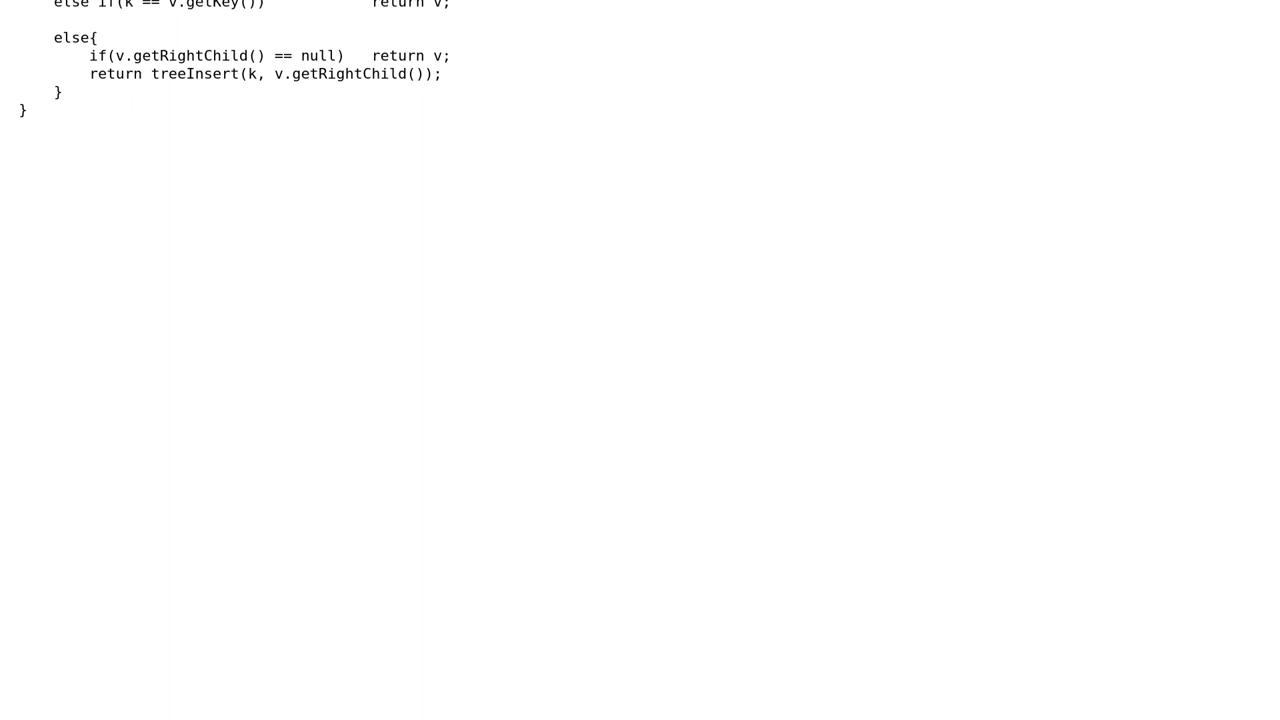 else if(k == v.getKey())            return v;
else{
if(v.getRightChild() == null)   return v;
return treeInsert(k, v.getRightChild());
}
}